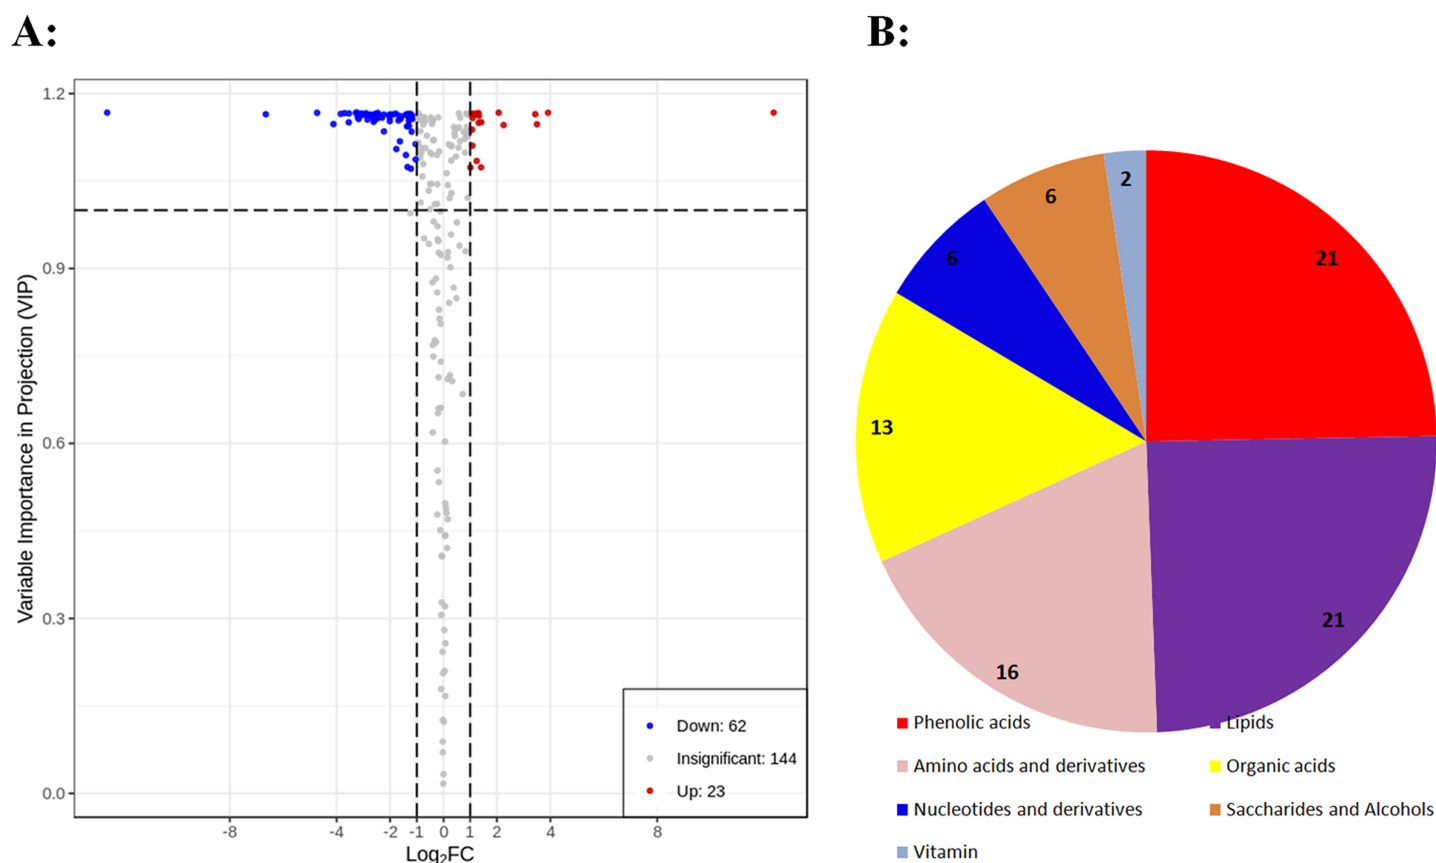 A:
B:
Variable Importance in Projection (VIP)
1.2
0.9
0.6
0.3
0.0
-8
-4
-2
-1
0
1
2
4
8
Log2FC
Down: 62
Insignificant: 144
Up: 23
21
21
16
13
6
6
2
Phenolic acids
Lipids
Amino acids and derivatives
Organic acids
Nucleotides and derivatives
Saccharides and Alcohols
Vitamin